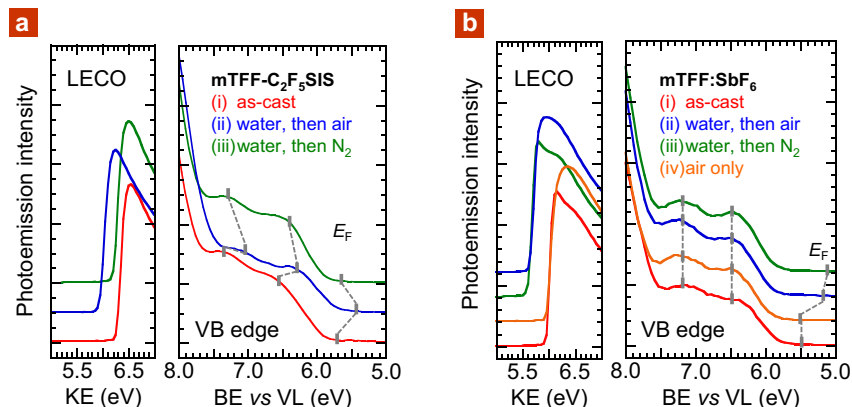 a
Photoemission intensity
LECO
5.5
6.5
KE (eV)
mTFF-C₂F₅SIS
(i) as-cast
(ii) water, then air
(iii) water, then N₂
E_F
VB edge
8.0
7.0
6.0
5.0
BE vs VL (eV)
b
Photoemission intensity
LECO
5.5
6.5
KE (eV)
mTFF:SbF₆
(i) as-cast
(ii) water, then air
(iii) water, then N₂
(iv) air only
E_F
VB edge
8.0
7.0
6.0
5.0
BE vs VL (eV)